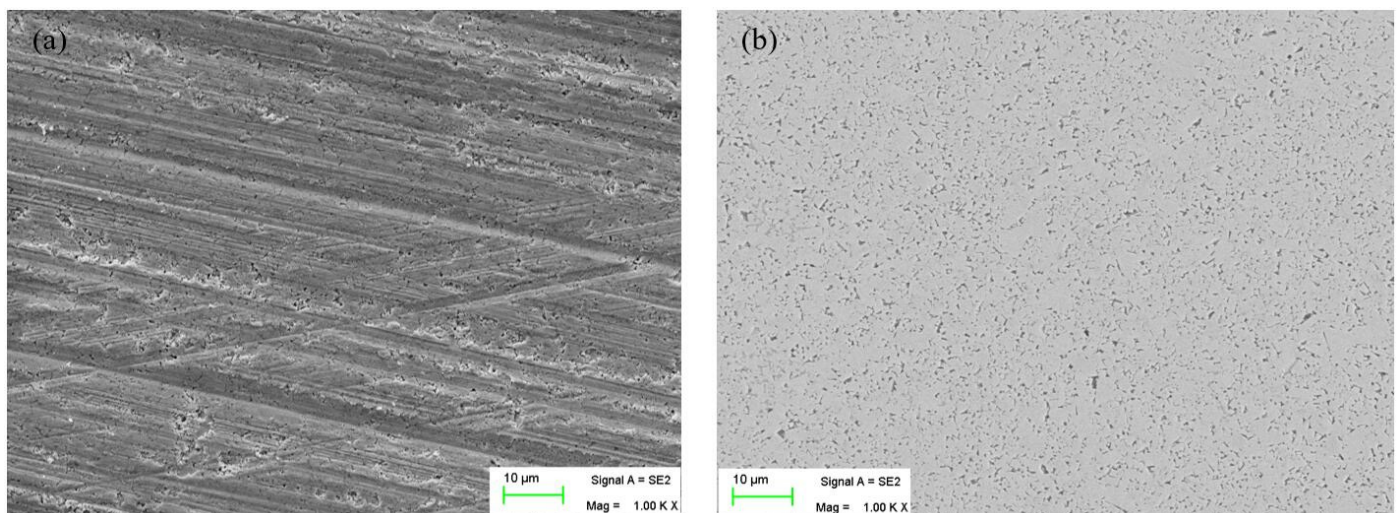 (a)
10 µm
Signal A = SE2
Mag = 1.00 K X
(b)
10 µm
Signal A = SE2
Mag = 1.00 K X